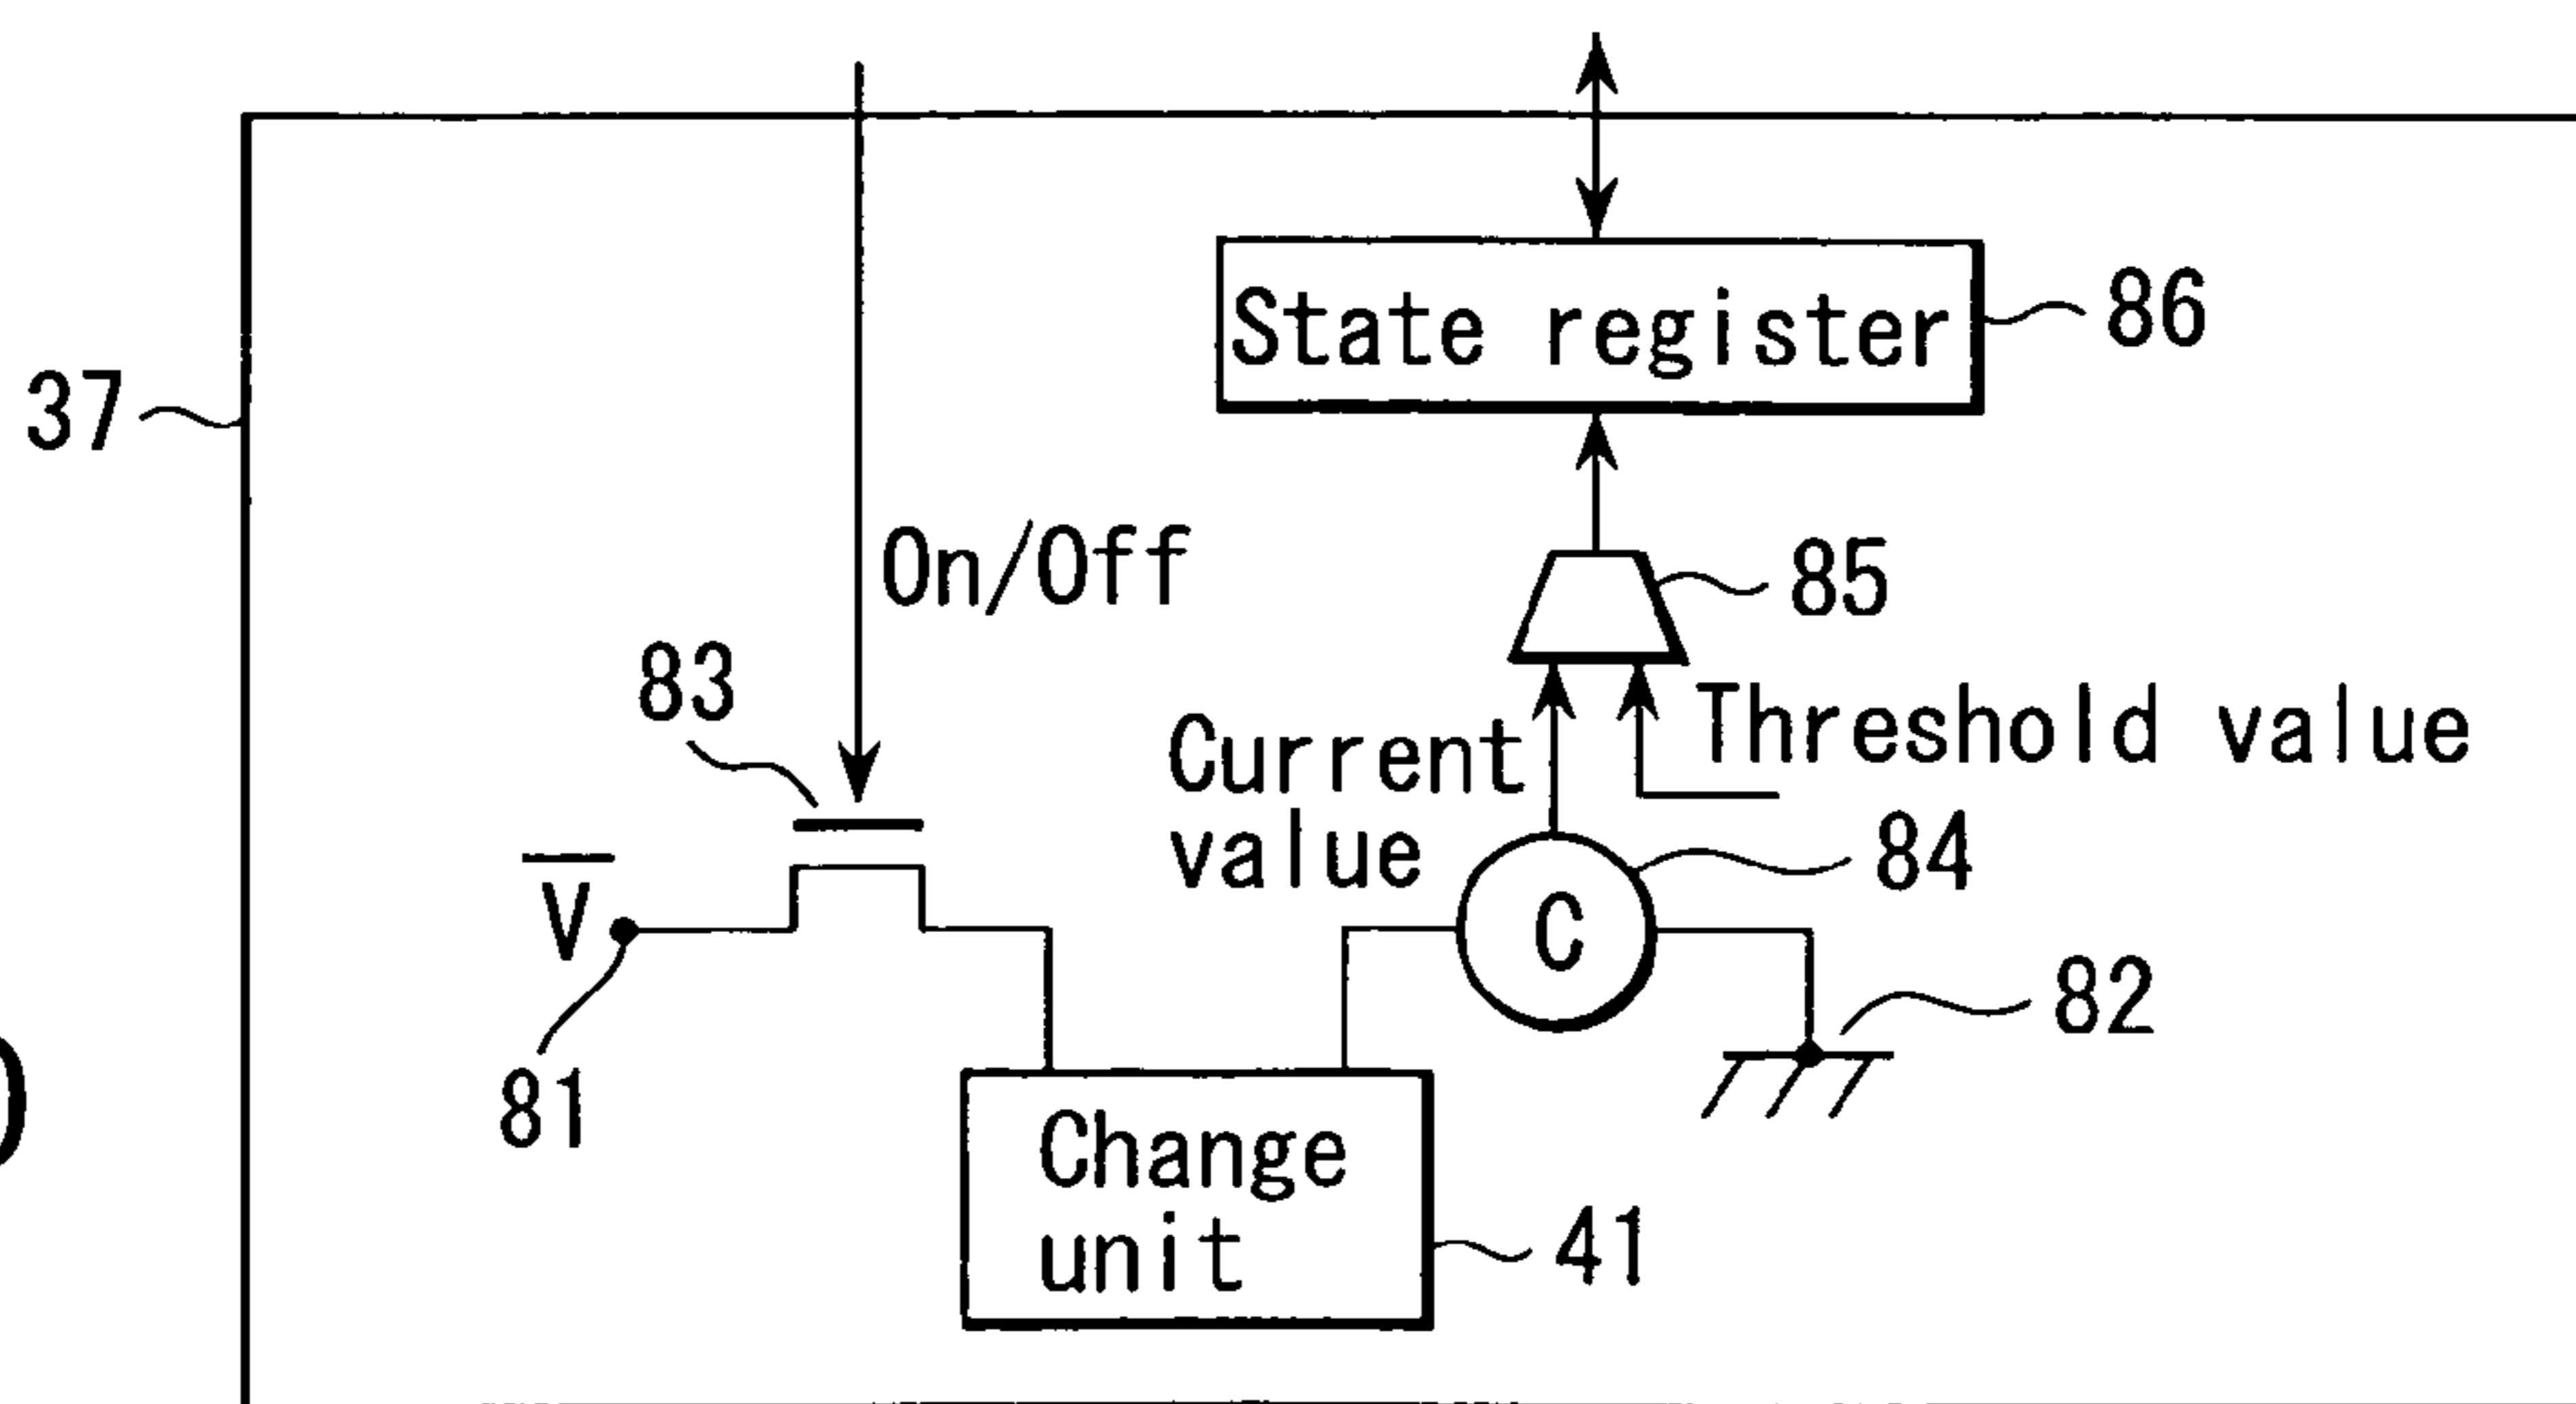 State register
86
37
On/Off
85
83
Threshold value
Current
value
84
V
C
82
81
Change
unit
41
)